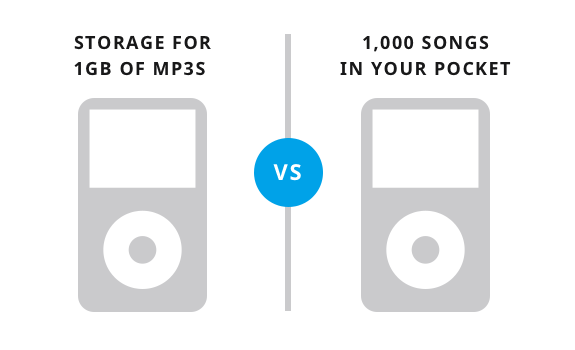 STORAGE FOR
1GB OF MP3S
VS
1,000 SONGS
IN YOUR POCKET